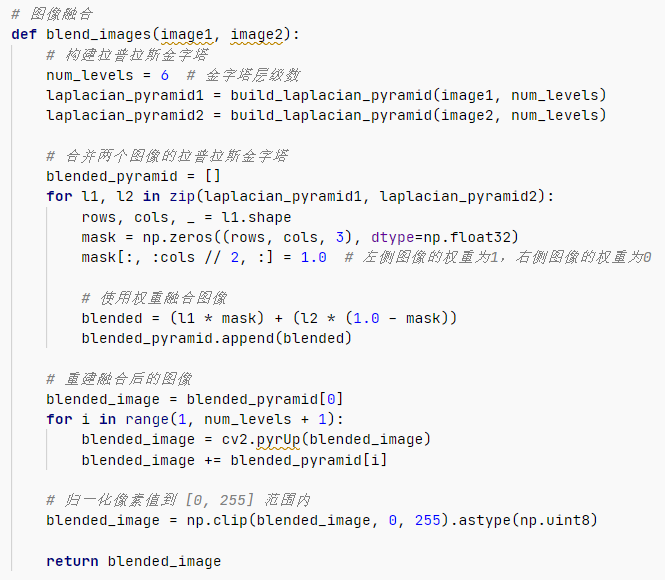 # 图像融合
def blend_images(image1, image2):
    # 构建拉普拉斯金字塔
    num_levels = 6  # 金字塔层级数
    laplacian_pyramid1 = build_laplacian_pyramid(image1, num_levels)
    laplacian_pyramid2 = build_laplacian_pyramid(image2, num_levels)

    # 合并两个图像的拉普拉斯金字塔
    blended_pyramid = []
    for l1, l2 in zip(laplacian_pyramid1, laplacian_pyramid2):
        rows, cols, _ = l1.shape
        mask = np.zeros((rows, cols, 3), dtype=np.float32)
        mask[:, :cols // 2, :] = 1.0  # 左侧图像的权重为1，右侧图像的权重为0

        # 使用权重融合图像
        blended = (l1 * mask) + (l2 * (1.0 - mask))
        blended_pyramid.append(blended)

    # 重建融合后的图像
    blended_image = blended_pyramid[0]
    for i in range(1, num_levels + 1):
        blended_image = cv2.pyrUp(blended_image)
        blended_image += blended_pyramid[i]

    # 归一化像素值到 [0, 255] 范围内
    blended_image = np.clip(blended_image, 0, 255).astype(np.uint8)

    return blended_image